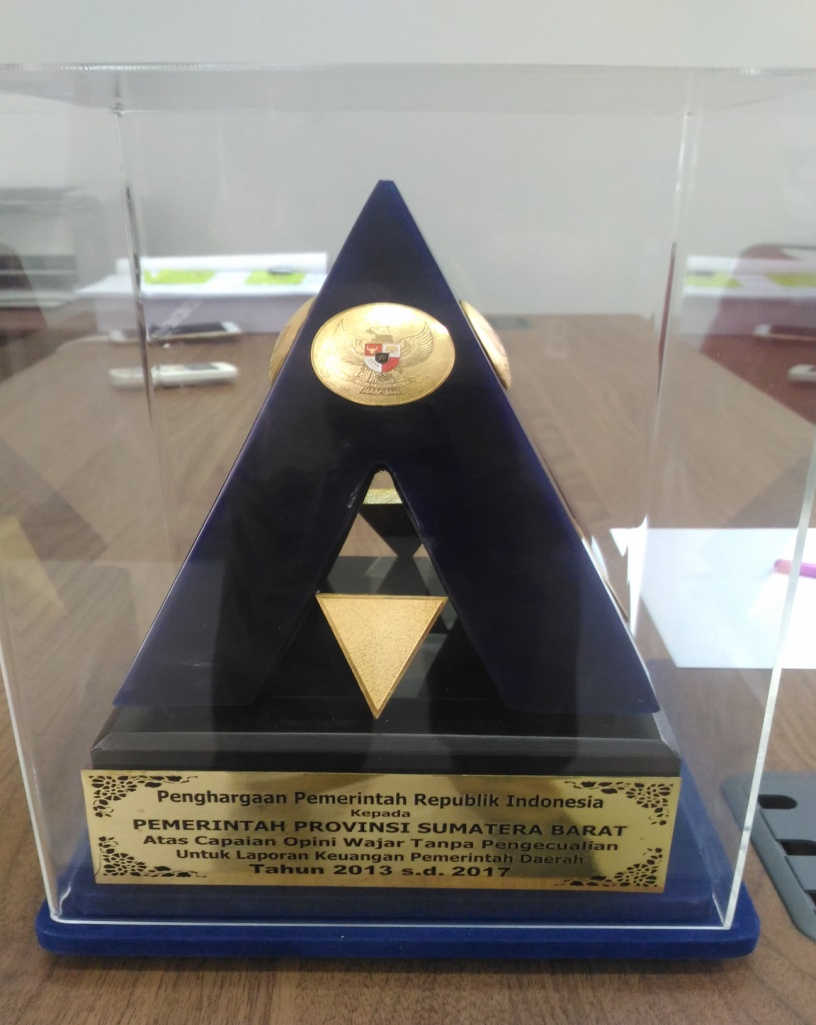 Penghargaan Pemerintah Republik Indonesia
Kepada
PEMERINTAH PROVINSI SUMATERA BARAT
Atas Capaian Opini Wajar Tanpa Pengecualian
Untuk Laporan Keuangan Pemerintah Daerah
Tahun 2013 s.d. 2017